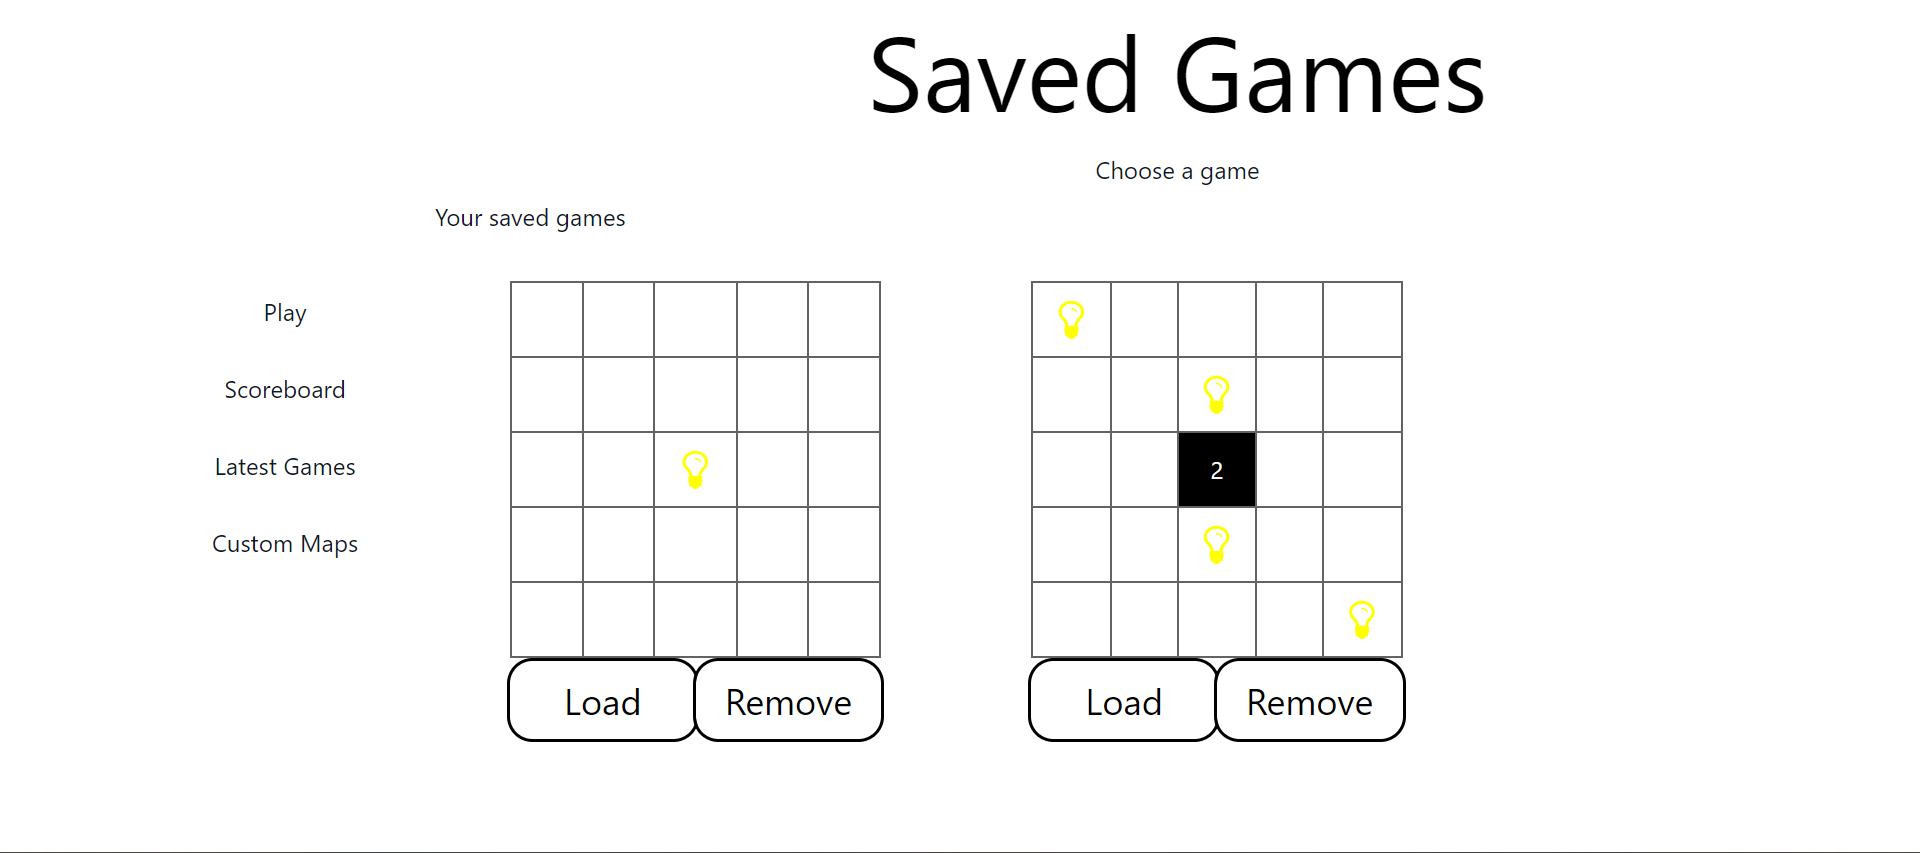 Saved Games
Choose a game
Your saved games
Play
Scoreboard
Latest Games
Custom Maps
2
Load
Remove
Load
Remove